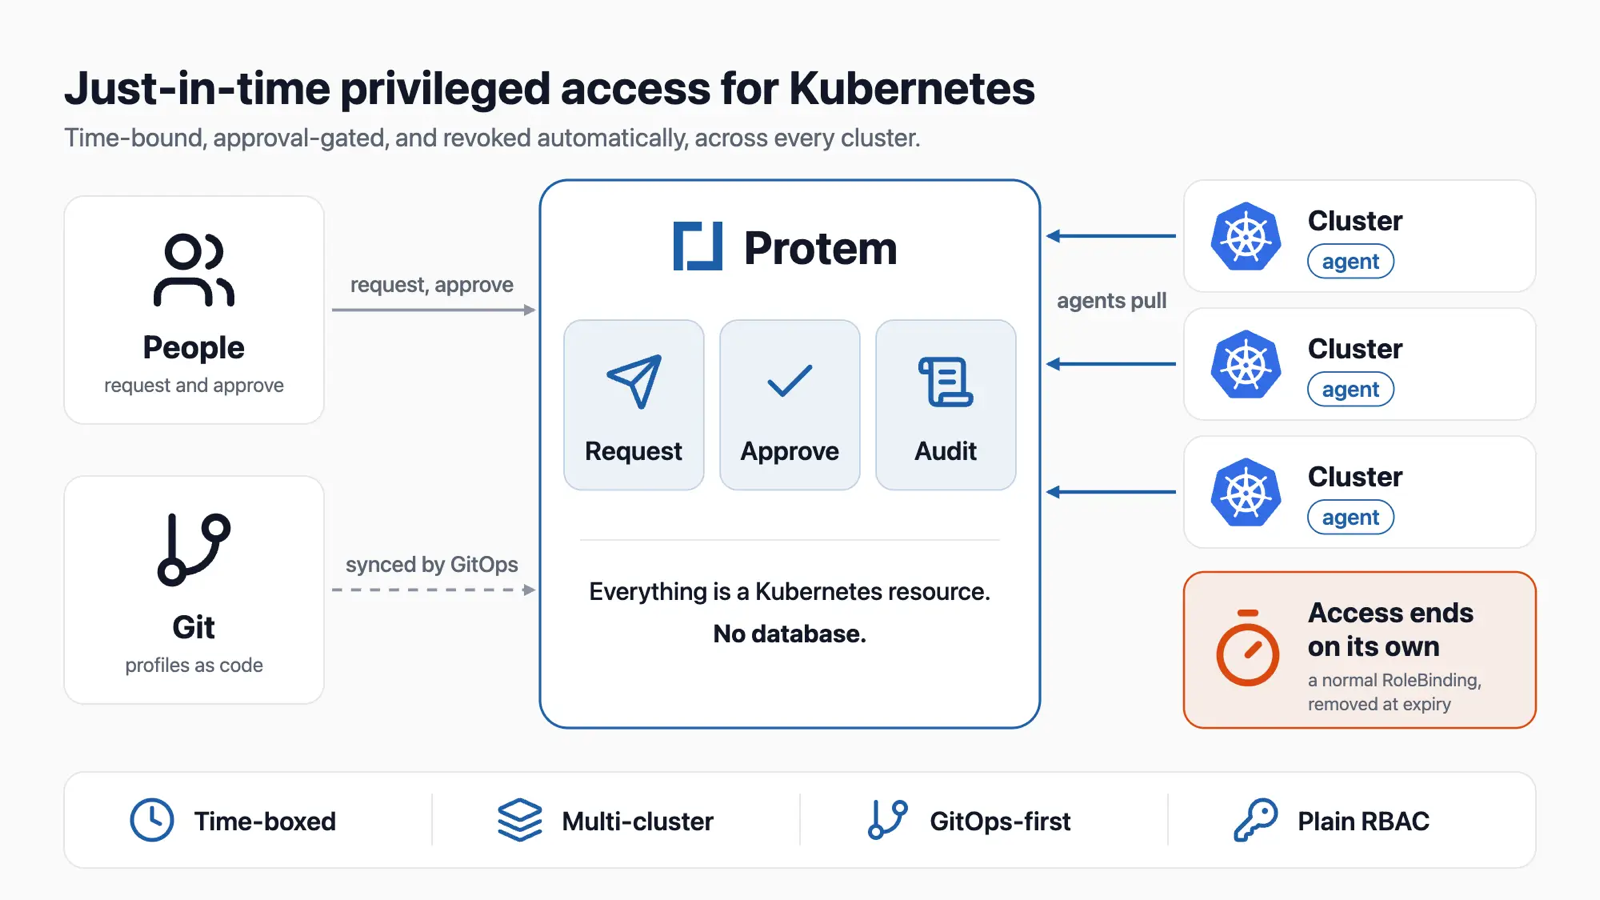 Just-in-time privileged access for Kubernetes
Time-bound, approval-gated, and revoked automatically, across every cluster.
People
request and approve
request, approve
Git
profiles as code
synced by GitOps
Protem
Request
Approve
Audit
Everything is a Kubernetes resource.
No database.
agents pull
Cluster
agent
Cluster
agent
Cluster
agent
Access ends
on its own
a normal RoleBinding,
removed at expiry
Time-boxed
Multi-cluster
GitOps-first
Plain RBAC